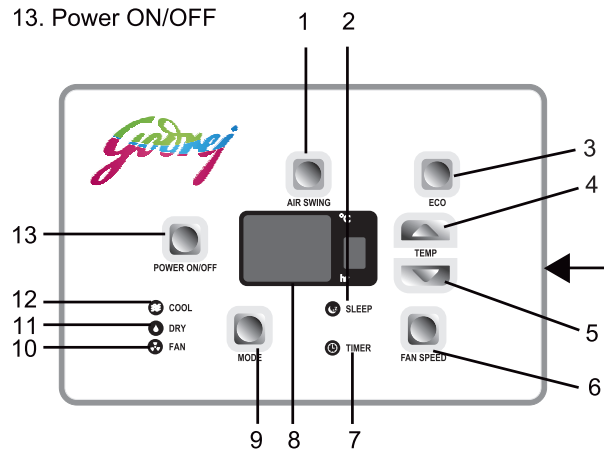 13. Power ON/OFF
1
2
Godrej
3
ECO
4
AIR SWING
°C
TEMP
13
POWER ON/OFF
hr
5
12
COOL
SLEEP
11
DRY
10
FAN
MODE
TIMER
FAN SPEED
6
9
8
7